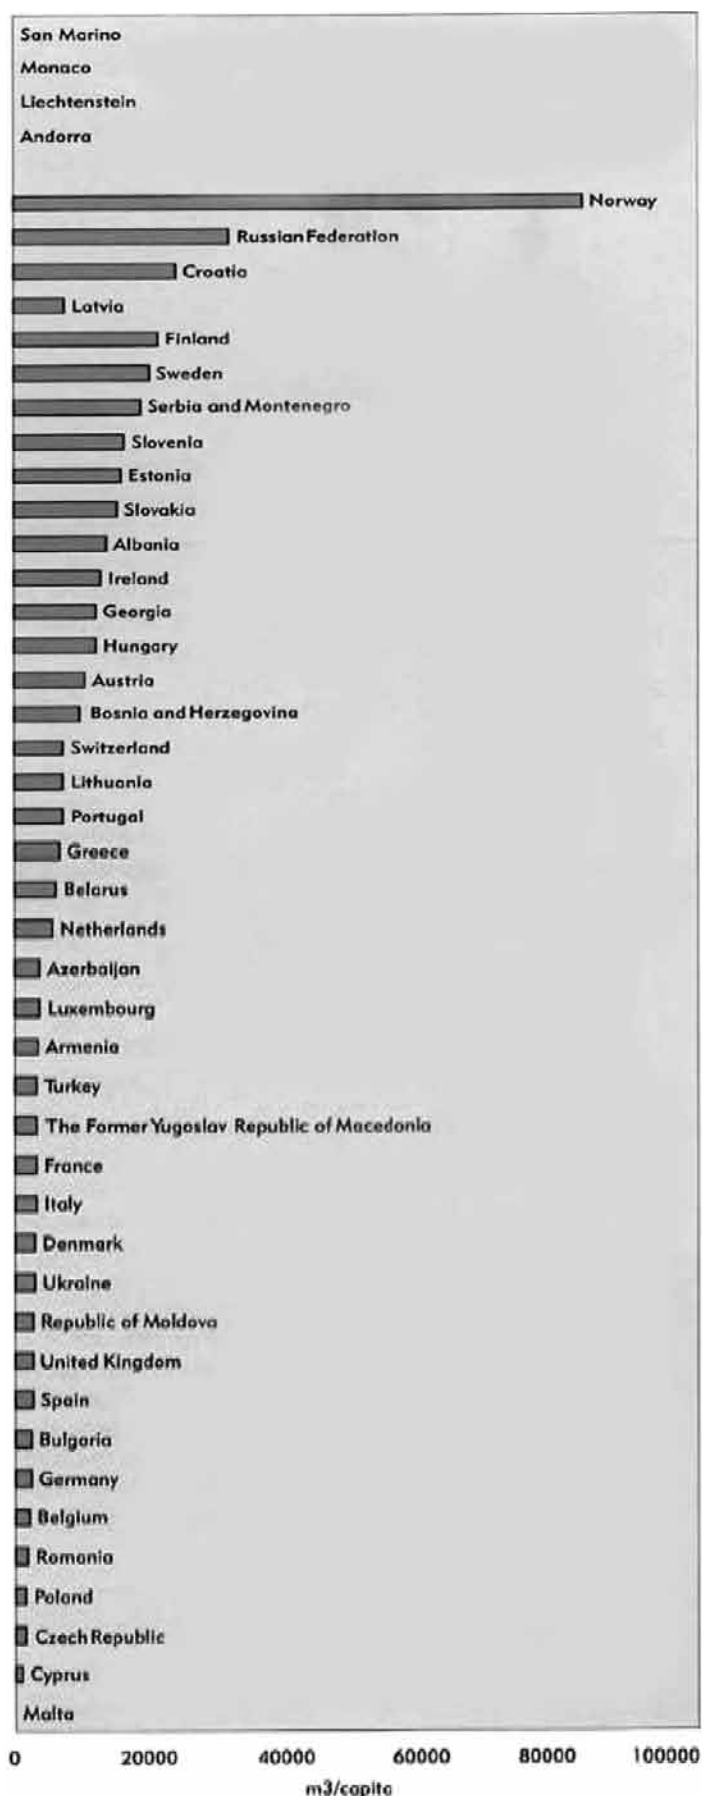 San Marino
Monaco
Liechtenstein
Andorra
Norway
Russian Federation
Croatia
Latvia
Finland
Sweden
Serbia and Montenegro
Slovenia
Estonia
Slovakia
Albania
Ireland
Georgia
Hungary
Austria
Bosnia and Herzegovina
Switzerland
Lithuania
Portugal
Greece
Belarus
Netherlands
Azerbaijan
Luxembourg
Armenia
Turkey
The Former Yugoslav Republic of Macedonia
France
Italy
Denmark
Ukraine
Republic of Moldova
United Kingdom
Spain
Bulgaria
Germany
Belgium
Romania
Poland
Czech Republic
Cyprus
Malta
0 20000 40000 60000 80000 100000
m3/capita